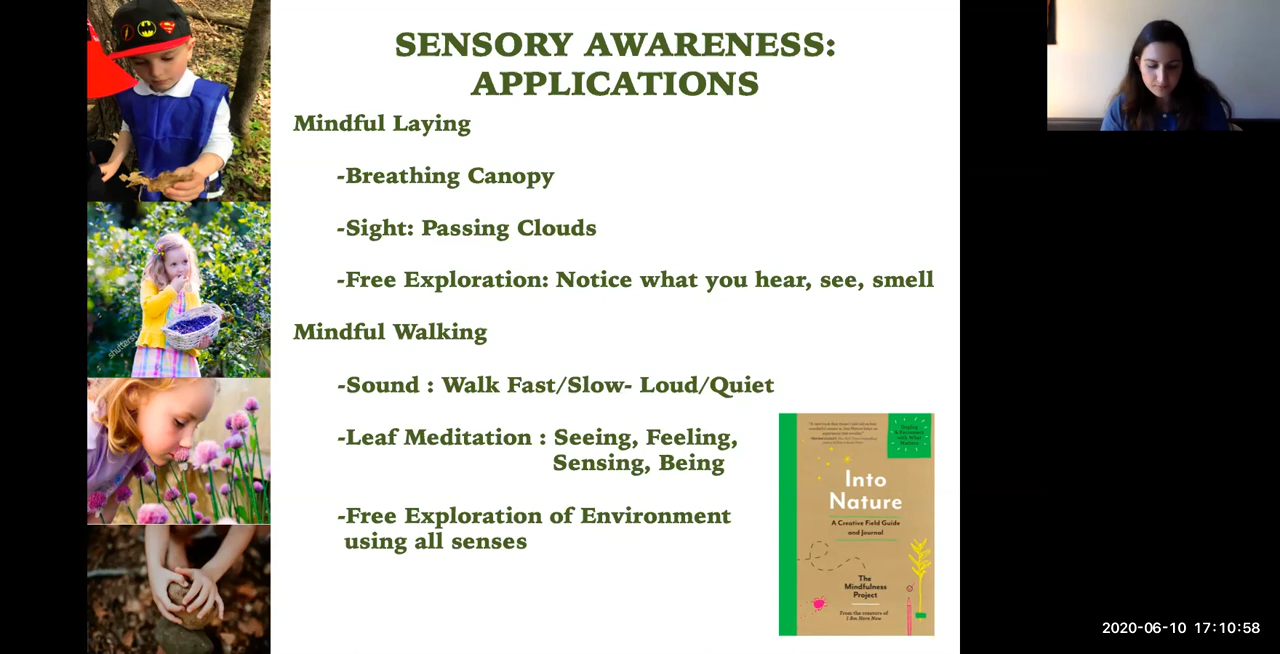 SENSORY AWARENESS:
APPLICATIONS
Mindful Laying
-Breathing Canopy
-Sight: Passing Clouds
-Free Exploration: Notice what you hear, see, smell
Mindful Walking
-Sound : Walk Fast/Slow- Loud/Quiet
-Leaf Meditation : Seeing, Feeling,
Sensing, Being
-Free Exploration of Environment
using all senses
Into
Nature
A Creative Field Guide
and Journal
The
Mindfulness
Project
From the creators of
I Am Here Now
2020-06-10 17:10:58